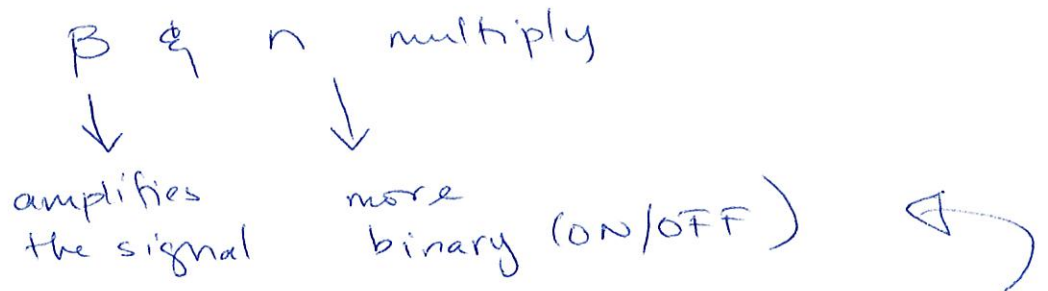 β & n multiply
amplifies more
the signal binary (ON/OFF)